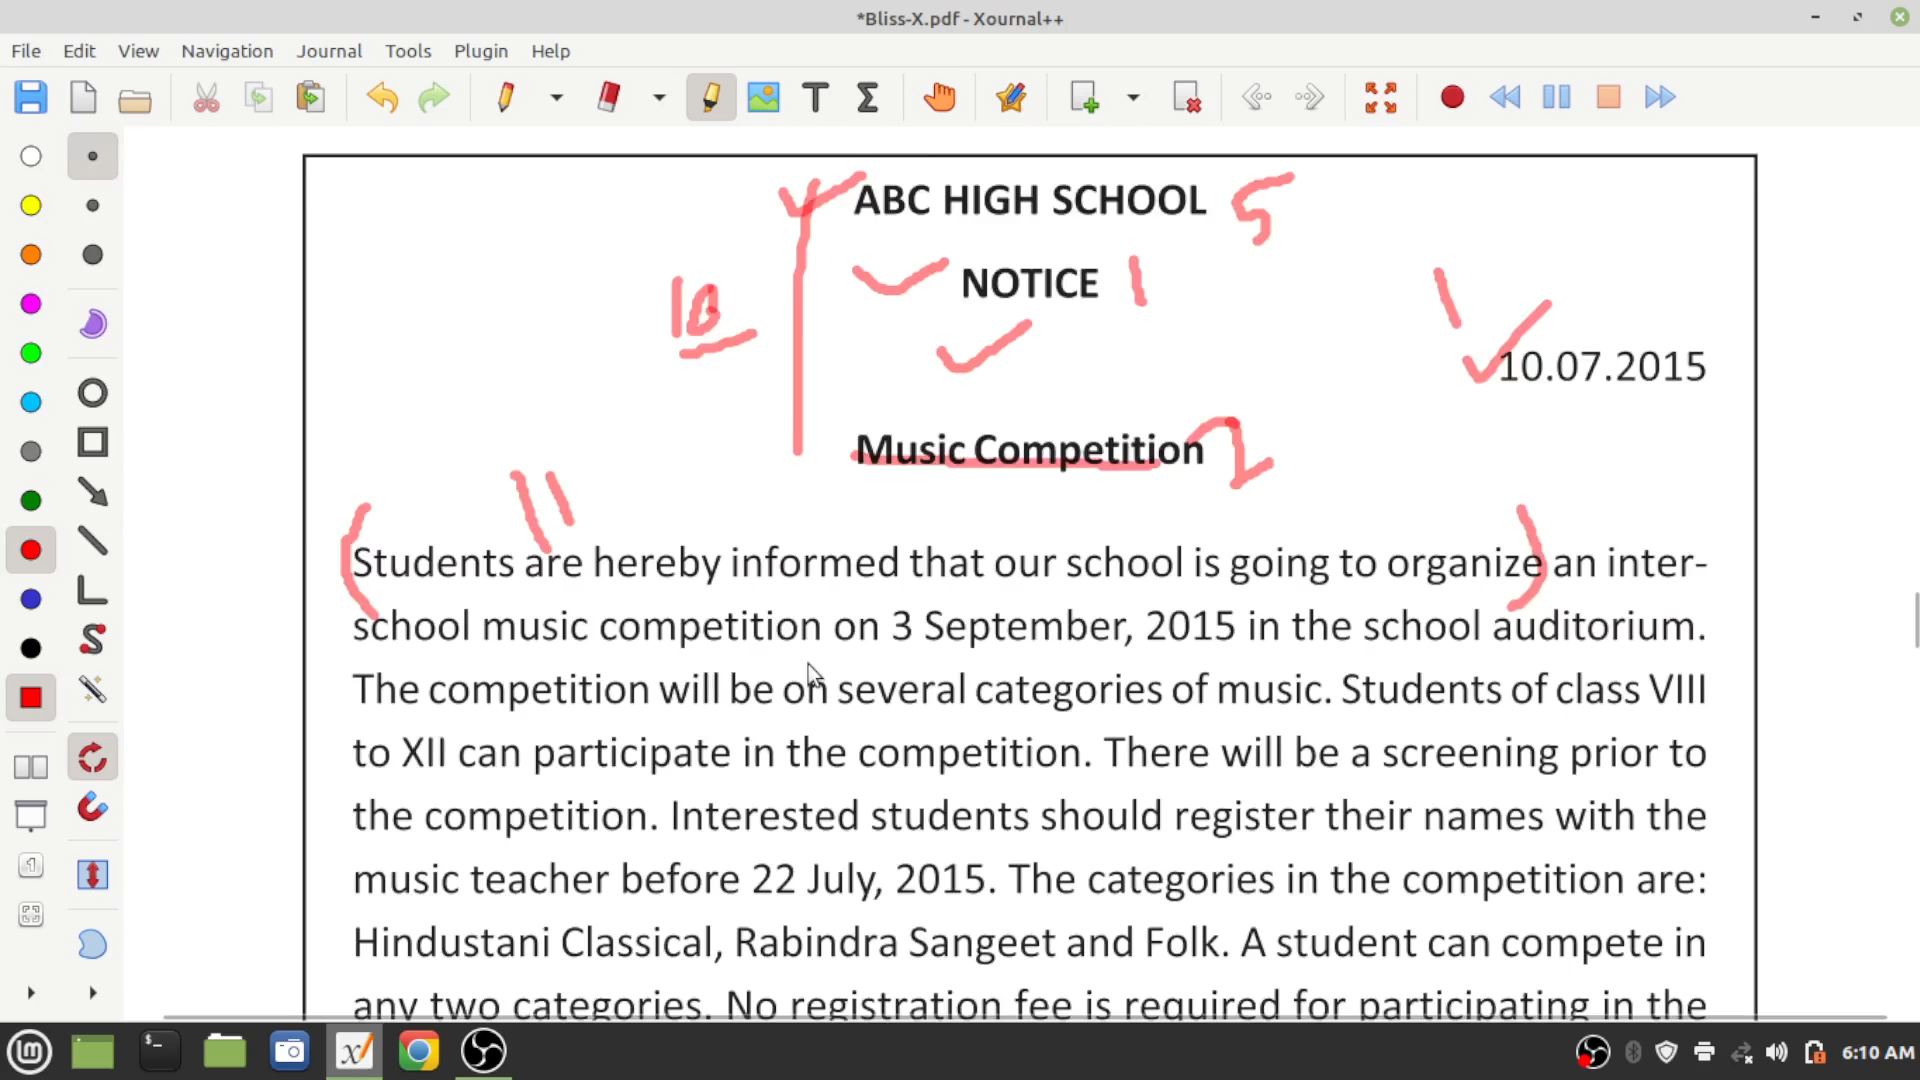 *Bliss-X.pdf - Xournal++
File Edit View Navigation Journal Tools Plugin Help
ABC HIGH SCHOOL 5
NOTICE 1
10
10.07.2015
Music Competition 2
11
Students are hereby informed that our school is going to organize an inter-
school music competition on 3 September, 2015 in the school auditorium.
The competition will be on several categories of music. Students of class VIII
to XII can participate in the competition. There will be a screening prior to
the competition. Interested students should register their names with the
music teacher before 22 July, 2015. The categories in the competition are:
Hindustani Classical, Rabindra Sangeet and Folk. A student can compete in
any two categories. No registration fee is required for participating in the
6:10 AM